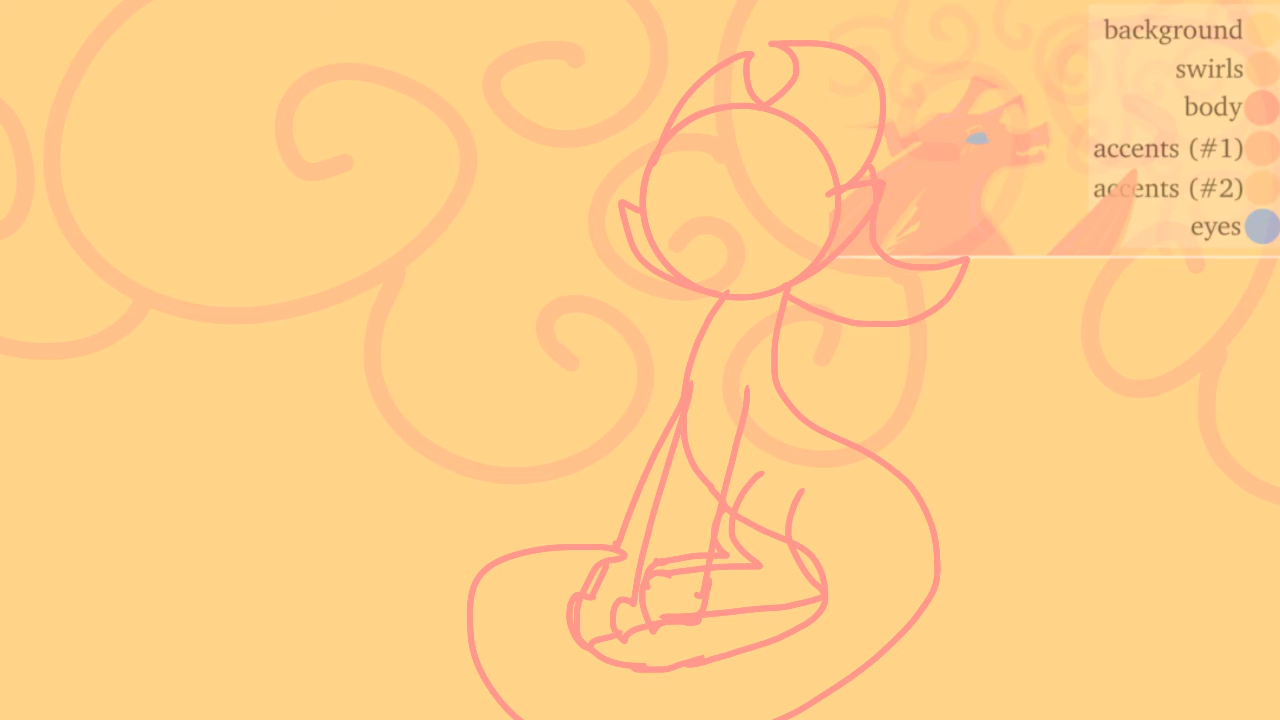 background
swirls
body
accents (#1)
accents (#2)
eyes